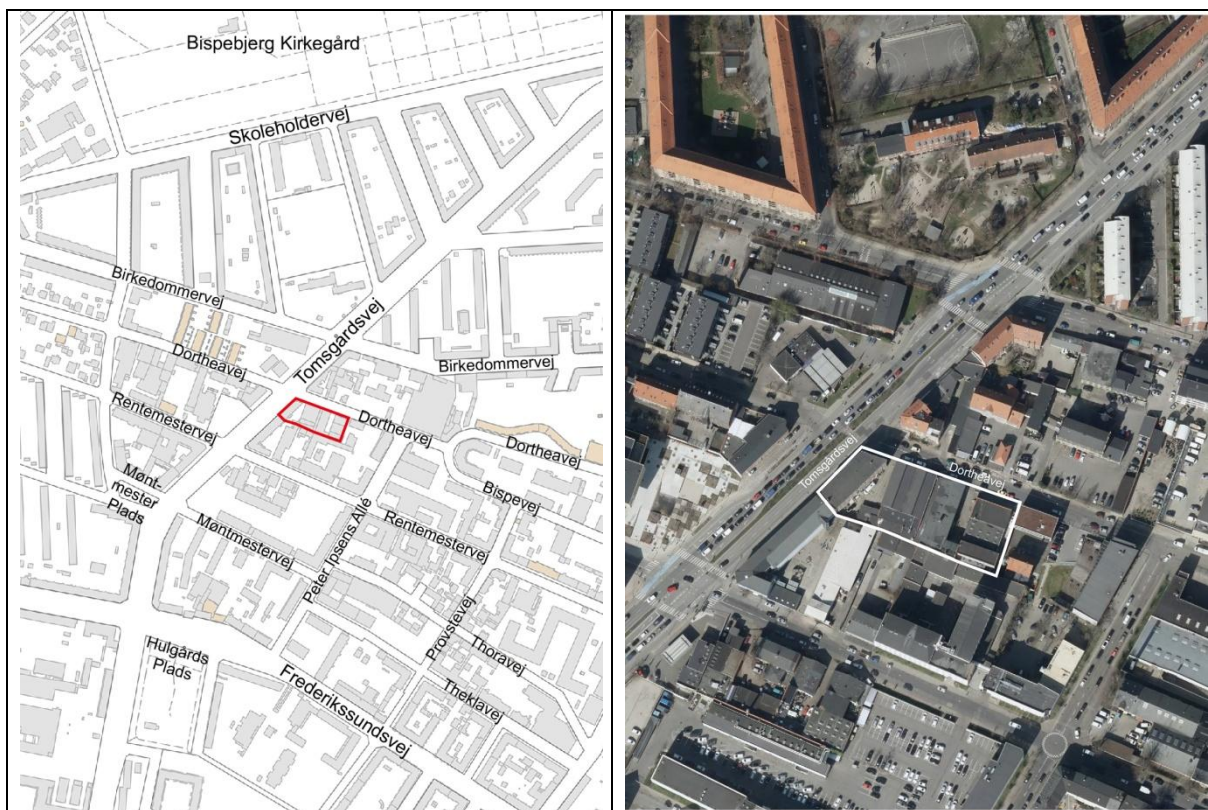 Bispebjerg Kirkegård
Skoleholdervej
Birkedommervej
Tomsgårdsvej
Dortheavej
Birkedommervej
Rentemestervej
Dortheavej
Dortheavej
Mønt-
mester
Plads
Bispevej
Møntmestervej
Peter Ipsens Allé
Rentemestervej
Provstevej
Thoravej
Hulgårds
Plads
Frederikssundsvej
Theklavej
Tomsgårdsvej
Dortheavej